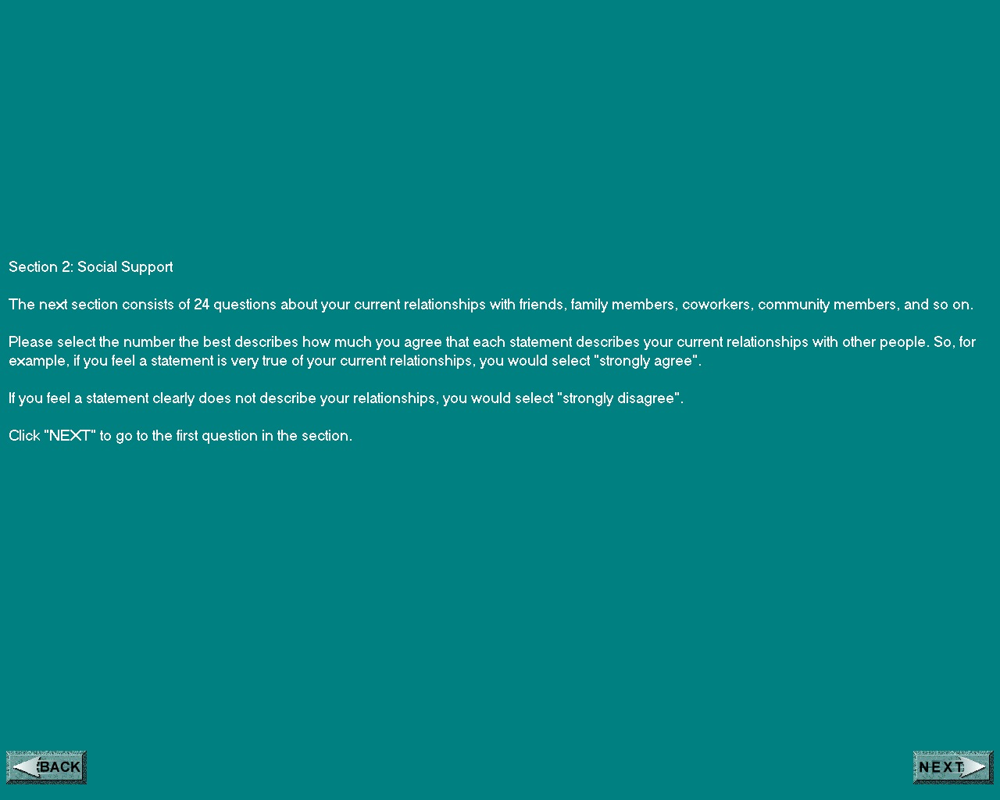 Section 2: Social Support
The next section consists of 24 questions about your current relationships with friends, family members, coworkers, community members, and so on.
Please select the number the best describes how much you agree that each statement describes your current relationships with other people. So, for
example, if you feel a statement is very true of your current relationships, you would select "strongly agree".
If you feel a statement clearly does not describe your relationships, you would select "strongly disagree".
Click "NEXT" to go to the first question in the section.
BACK
NEXT